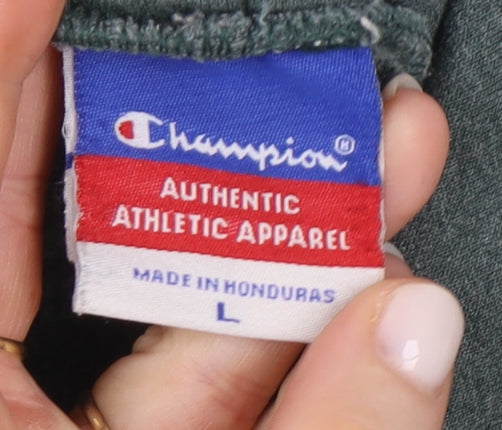 Champion®
AUTHENTIC
ATHLETIC APPAREL
MADE IN HONDURAS
L